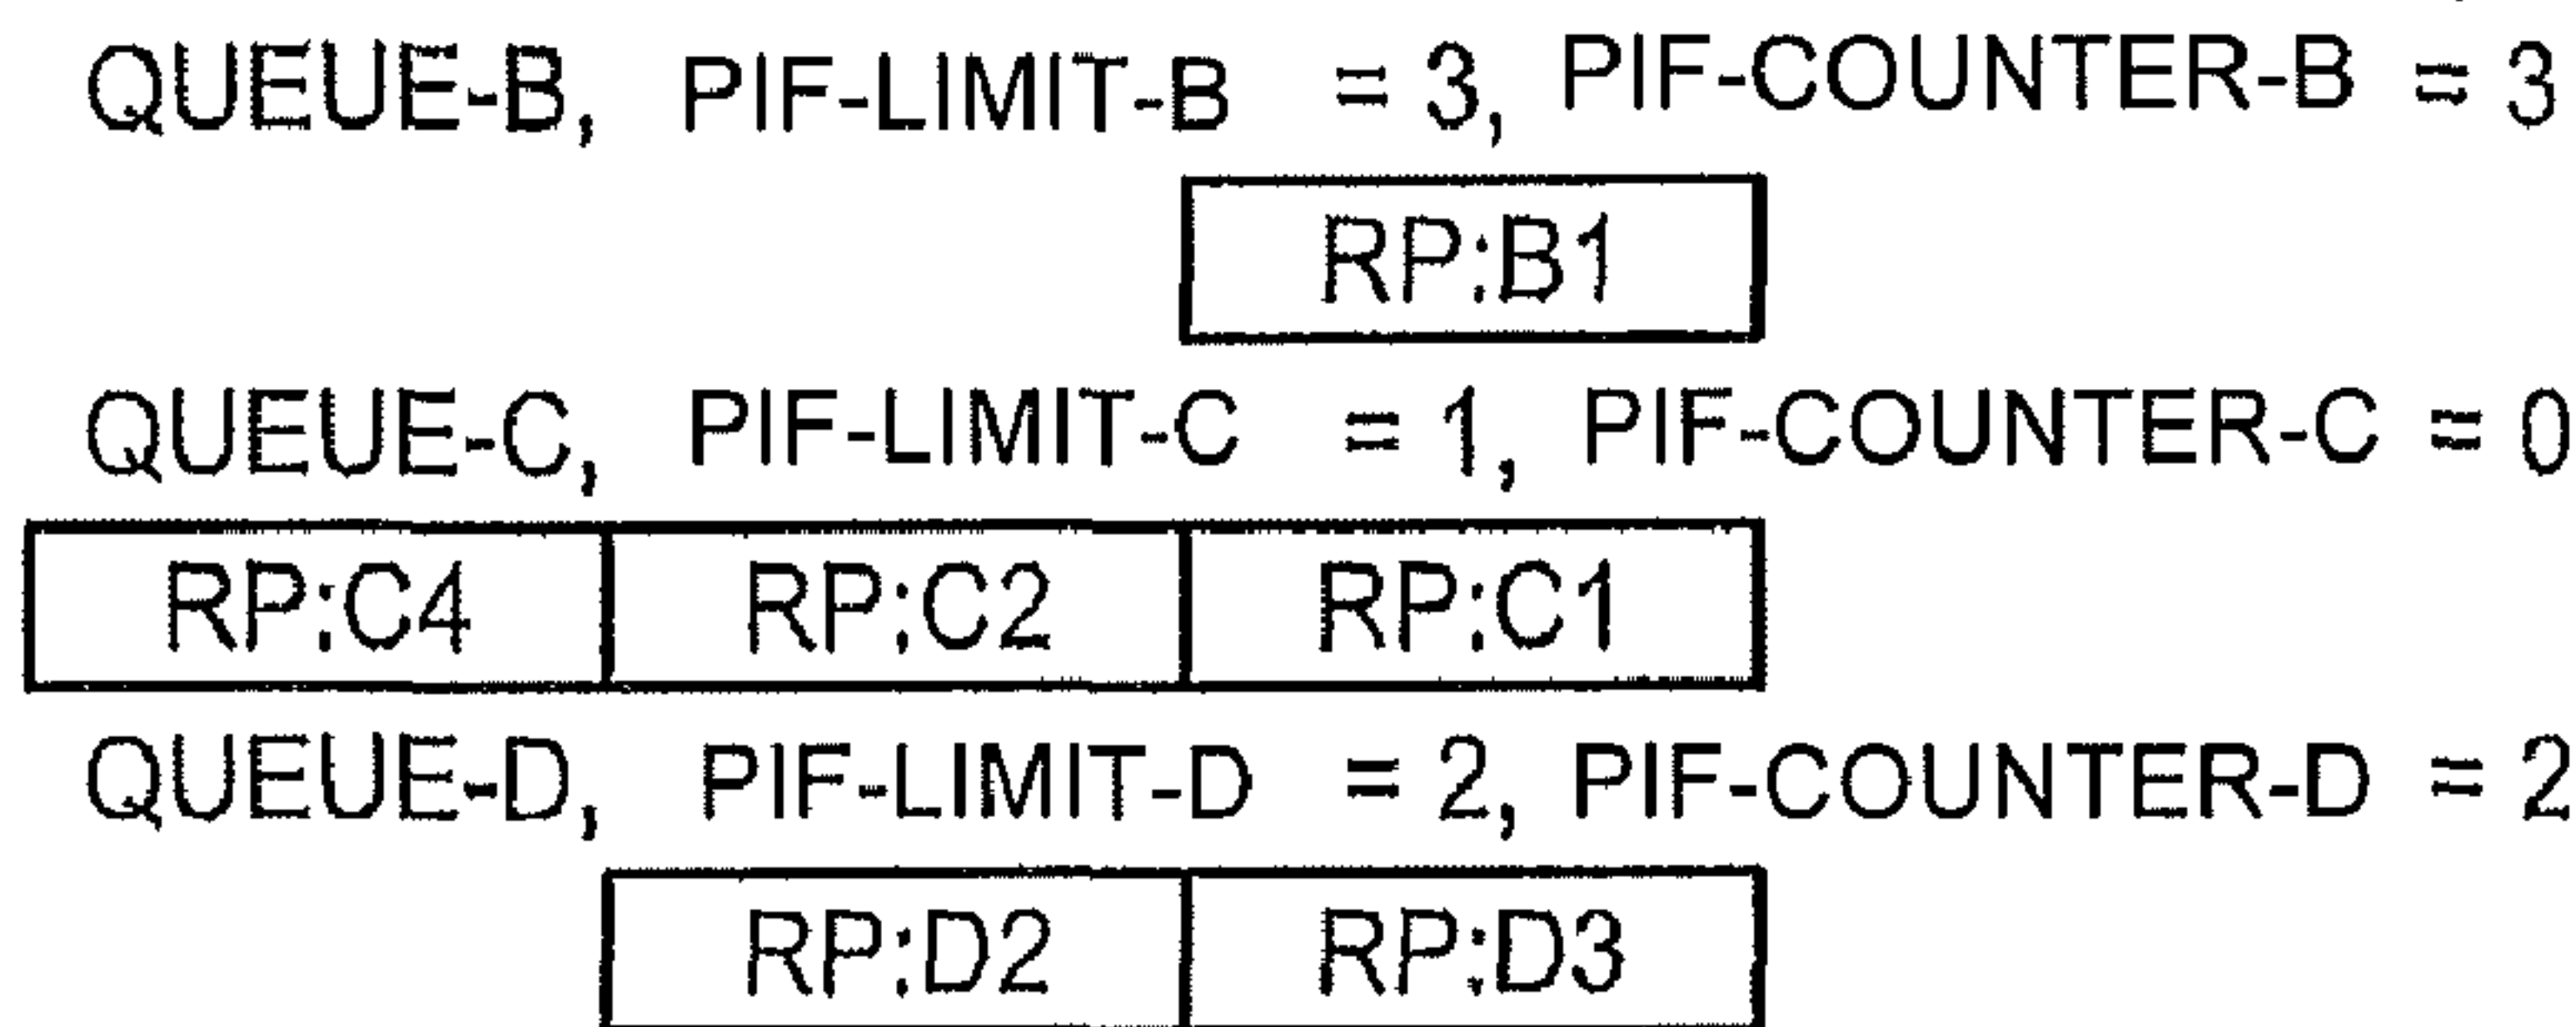 QUEUE-B, PIF-LIMIT-B = 3, PIF-COUNTER-B = 3
RP:B1
QUEUE-C, PIF-LIMIT-C = 1, PIF-COUNTER-C = 0
RP:C4 RP:C2 RP:C1
QUEUE-D, PIF-LIMIT-D = 2, PIF-COUNTER-D = 2
RP:D2 RP:D3